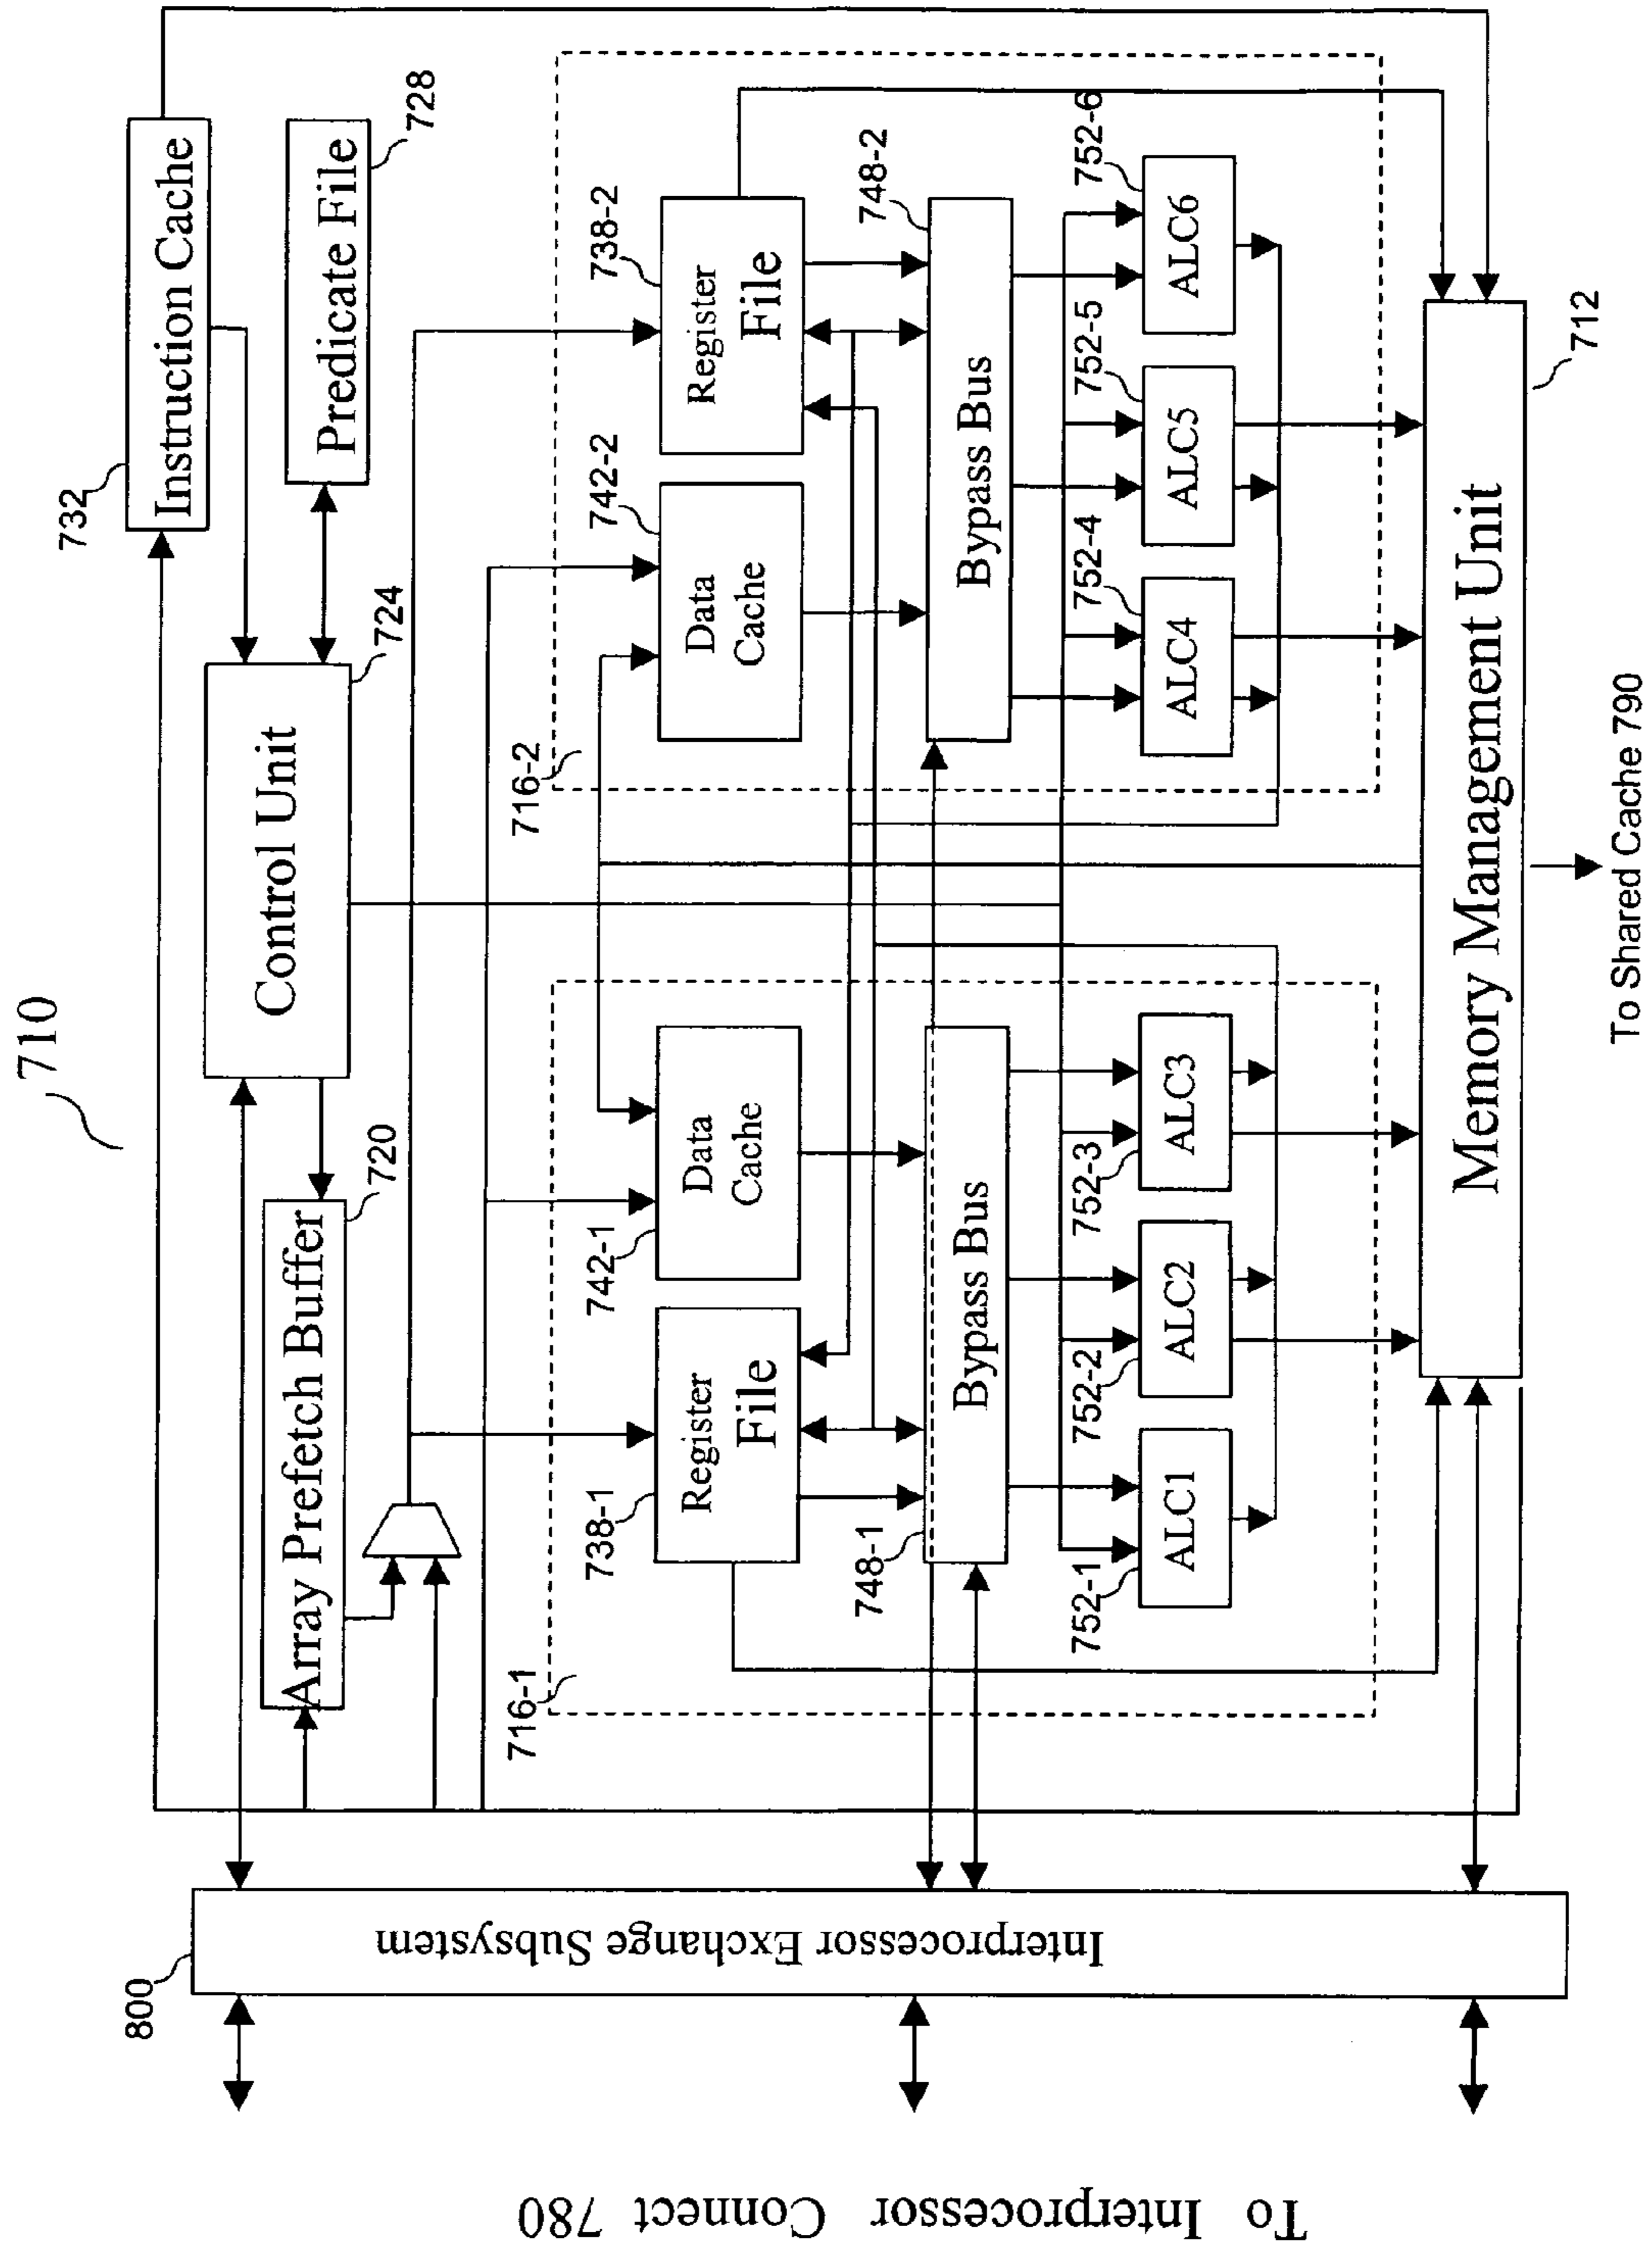 710
732
Instruction Cache
Predicate File
728
Control Unit
724
Array Prefetch Buffer
720
716-1
716-2
738-1
Register
File
742-1
Data
Cache
742-2
Data
Cache
738-2
Register
File
748-1
Bypass Bus
748-2
Bypass Bus
752-1
ALC1
752-2
ALC2
752-3
ALC3
752-4
ALC4
752-5
ALC5
752-6
ALC6
Memory Management Unit
712
To Shared Cache 790
800
Interprocessor Exchange Subsystem
To Interprocessor
Connect 780